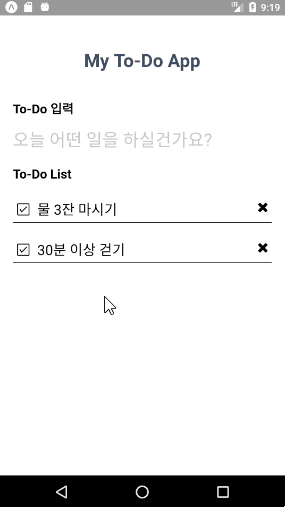 9:19
My To-Do App
To-Do 입력
오늘 어떤 일을 하실건가요?
To-Do List
물 3잔 마시기
30분 이상 걷기